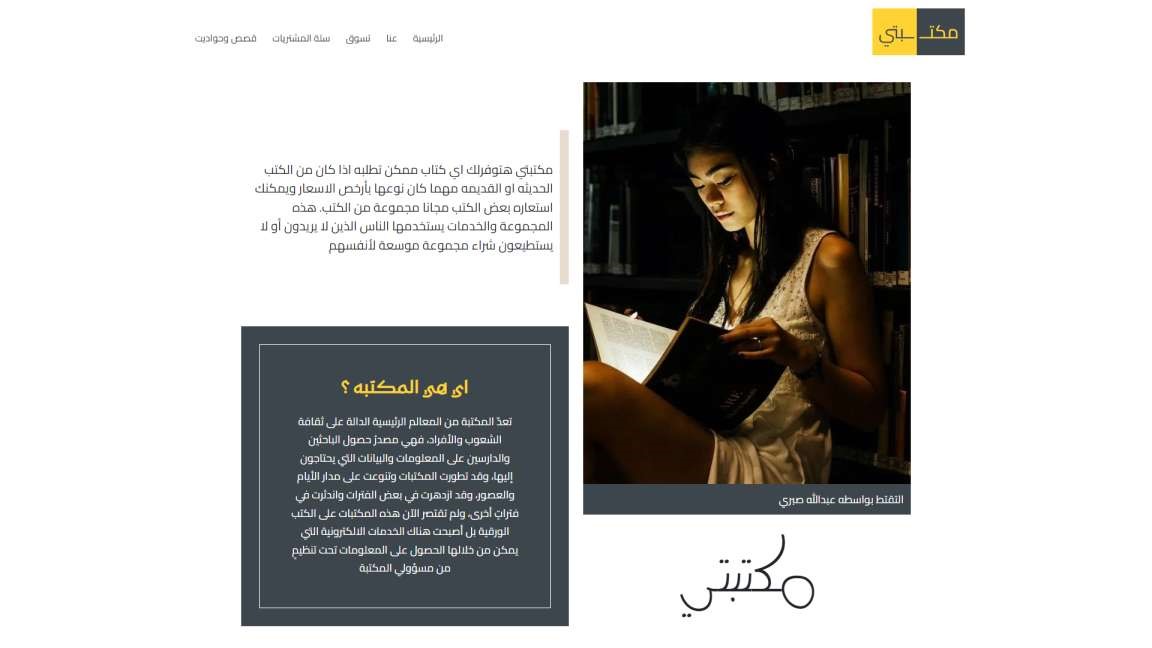 مكتـبتي
الرئيسية عنا تسوق سلة المشتريات قصص وحواديت
مكتبتي هتوفرلك اي كتاب ممكن تطلبه اذا كان من الكتب
الحديثه او القديمه مهما كان نوعها بأرخص الاسعار ويمكنك
استعاره بعض الكتب مجانا مجموعة من الكتب. هذه
المجموعة والخدمات يستخدمها الناس الذين لا يريدون أو لا
يستطيعون شراء مجموعة موسعة لأنفسهم
التقتط بواسطه عبدالله صبري
مكتبتي
اي هي المكتبه ؟
تعدّ المكتبة من المعالم الرئيسية الدالة على ثقافة
الشعوب والأفراد، فهي مصدرُ حصول الباحثين
والدارسين على المعلومات والبيانات التي يحتاجون
إليها، وقد تطورت المكتبات وتنوعت على مدار الأيام
والعصور، وقد ازدهرت في بعض الفترات واندثرت في
فتراتٍ أخرى، ولم تقتصر الآن هذه المكتبات على الكتب
الورقية بل أصبحت هناك الخدمات الالكترونية التي
يمكن من خلالها الحصول على المعلومات تحت تنظيمٍ
من مسؤولي المكتبة